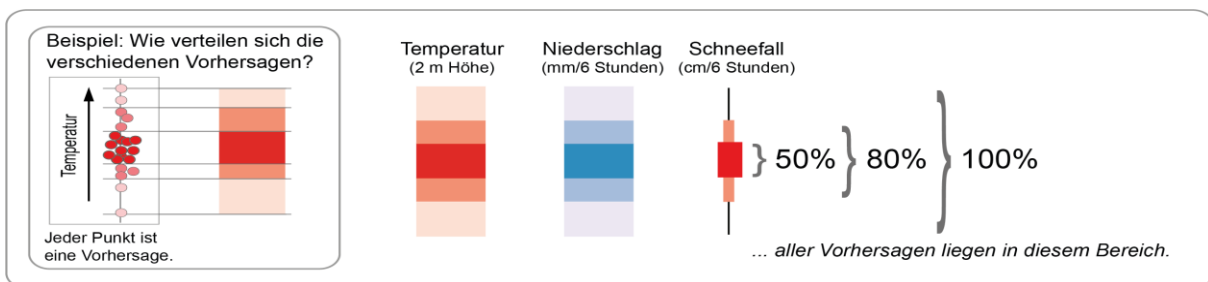 Beispiel: Wie verteilen sich die
verschiedenen Vorhersagen?
Temperatur
Jeder Punkt ist
eine Vorhersage.
Temperatur
(2 m Höhe)
Niederschlag
(mm/6 Stunden)
Schneefall
(cm/6 Stunden)
50%
80%
100%
... aller Vorhersagen liegen in diesem Bereich.